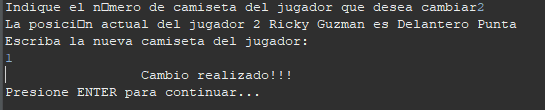 Indique el n□mero de camiseta del jugador que desea cambiar2
La posici□n actual del jugador 2 Ricky Guzman es Delantero Punta
Escriba la nueva camiseta del jugador:
1
Cambio realizado!!!
Presione ENTER para continuar...